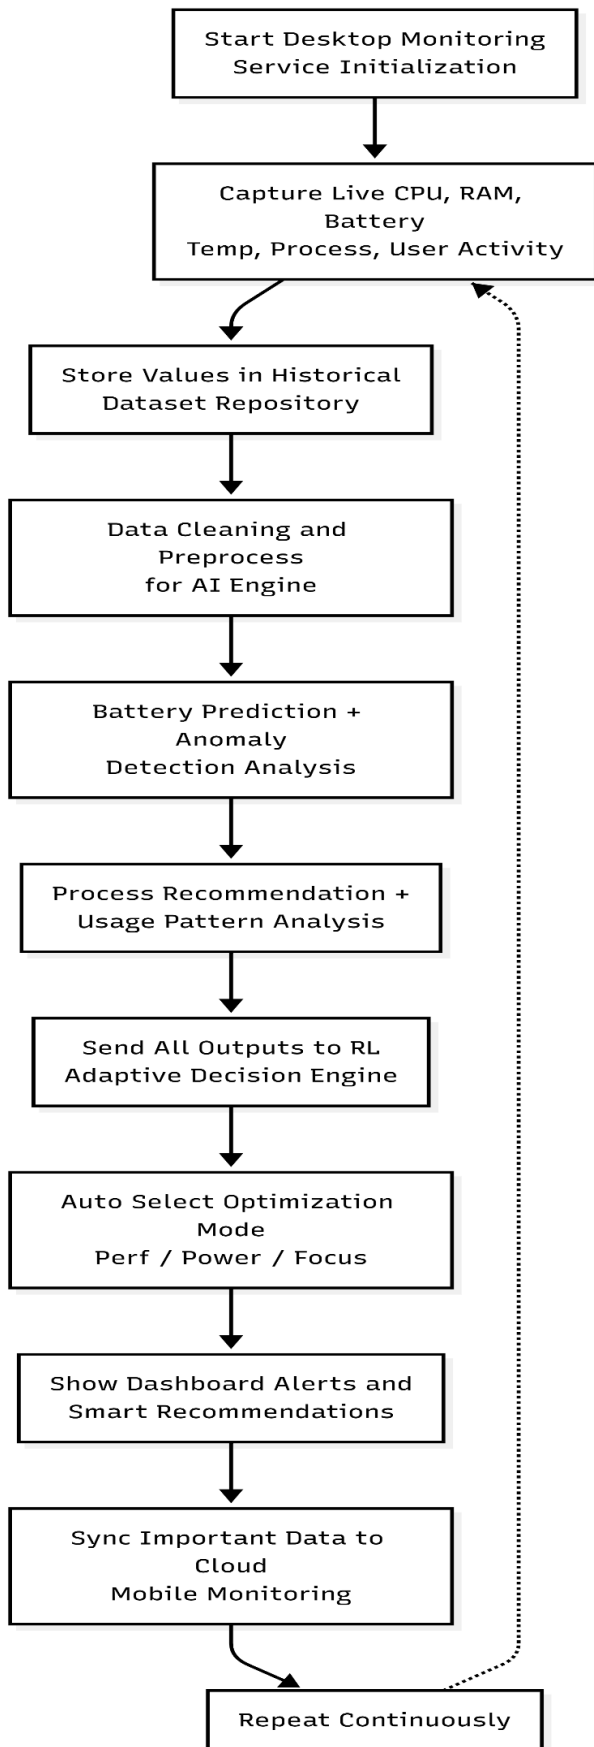 Start Desktop Monitoring
Service Initialization
Capture Live CPU, RAM,
Battery
Temp, Process, User Activity
Store Values in Historical
Dataset Repository
Data Cleaning and
Preprocess
for AI Engine
Battery Prediction +
Anomaly
Detection Analysis
Process Recommendation +
Usage Pattern Analysis
Send All Outputs to RL
Adaptive Decision Engine
Auto Select Optimization
Mode
Perf / Power / Focus
Show Dashboard Alerts and
Smart Recommendations
Sync Important Data to
Cloud
Mobile Monitoring
Repeat Continuously